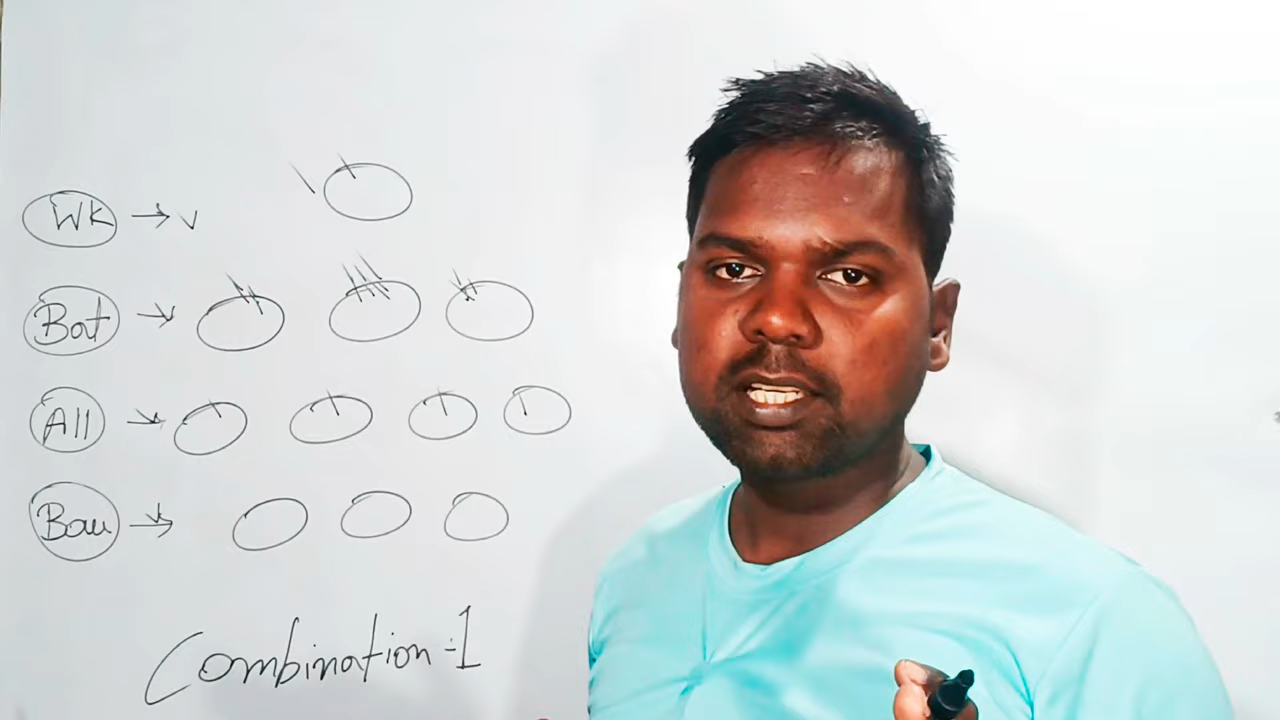 WK →
Bat →
All →
Bow →
Combination-1